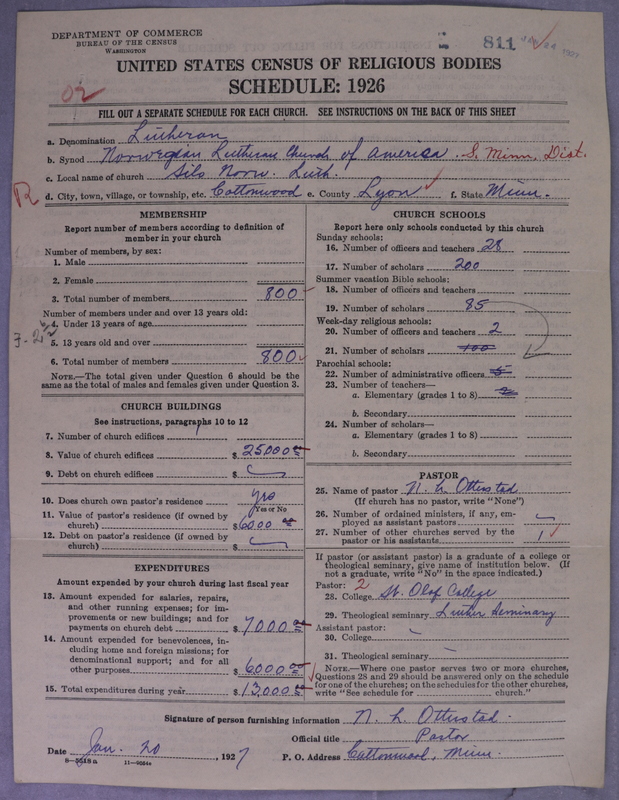 DEPARTMENT OF COMMERCE
BUREAU OF THE CENSUS
WASHINGTON
811
UNITED STATES CENSUS OF RELIGIOUS BODIES
SCHEDULE: 1926
02
FILL OUT A SEPARATE SCHEDULE FOR EACH CHURCH. SEE INSTRUCTIONS ON THE BACK OF THIS SHEET
a. Denomination Lutheran
b. Synod Norwegian Lutheran Church of America. S. Minn. Dist.
c. Local name of church Silo Norw. Luth.
R
d. City, town, village, or township, etc. Cottonwood e. County Lyon f. State Minn.
MEMBERSHIP
Report number of members according to definition of
member in your church
Number of members, by sex:
1. Male
2. Female
3. Total number of members 800
Number of members under and over 13 years old:
4. Under 13 years of age
5. 13 years old and over
6. Total number of members 800
NOTE.—The total given under Question 6 should be the
same as the total of males and females given under Question 3.
CHURCH BUILDINGS
See instructions, paragraphs 10 to 12
7. Number of church edifices
8. Value of church edifices $ 25,000
9. Debt on church edifices $
10. Does church own pastor's residence yes
Yes or No
11. Value of pastor's residence (if owned by
church) $ 6000
12. Debt on pastor's residence (if owned by
church) $
EXPENDITURES
Amount expended by your church during last fiscal year
13. Amount expended for salaries, repairs,
and other running expenses; for im-
provements or new buildings; and for
payments on church debt $ 7000
14. Amount expended for benevolences, in-
cluding home and foreign missions; for
denominational support; and for all
other purposes $ 6000
15. Total expenditures during year $ 13,000
CHURCH SCHOOLS
Report here only schools conducted by this church
Sunday schools:
16. Number of officers and teachers 28
17. Number of scholars 200
Summer vacation Bible schools:
18. Number of officers and teachers
19. Number of scholars 85
Week-day religious schools:
20. Number of officers and teachers 2
21. Number of scholars 100
Parochial schools:
22. Number of administrative officers 5
23. Number of teachers—
a. Elementary (grades 1 to 8) 2
b. Secondary
24. Number of scholars—
a. Elementary (grades 1 to 8)
b. Secondary
PASTOR
25. Name of pastor N. L. Otterstad
(If church has no pastor, write "None")
26. Number of ordained ministers, if any, em-
ployed as assistant pastors
27. Number of other churches served by the
pastor or his assistants 1
If pastor (or assistant pastor) is a graduate of a college or
theological seminary, give name of institution below. (If
not a graduate, write "No" in the space indicated.)
Pastor: 2
28. College St. Olaf College
29. Theological seminary Luther Seminary
Assistant pastor:
30. College
31. Theological seminary
NOTE.—Where one pastor serves two or more churches,
Questions 28 and 29 should be answered only on the schedule
for one of the churches; on the schedules for the other churches,
write "See schedule for church."
Signature of person furnishing information N. L. Otterstad.
Official title Pastor
Date Jan. 20, 1927 P. O. Address Cottonwood, Minn.
8-5518a